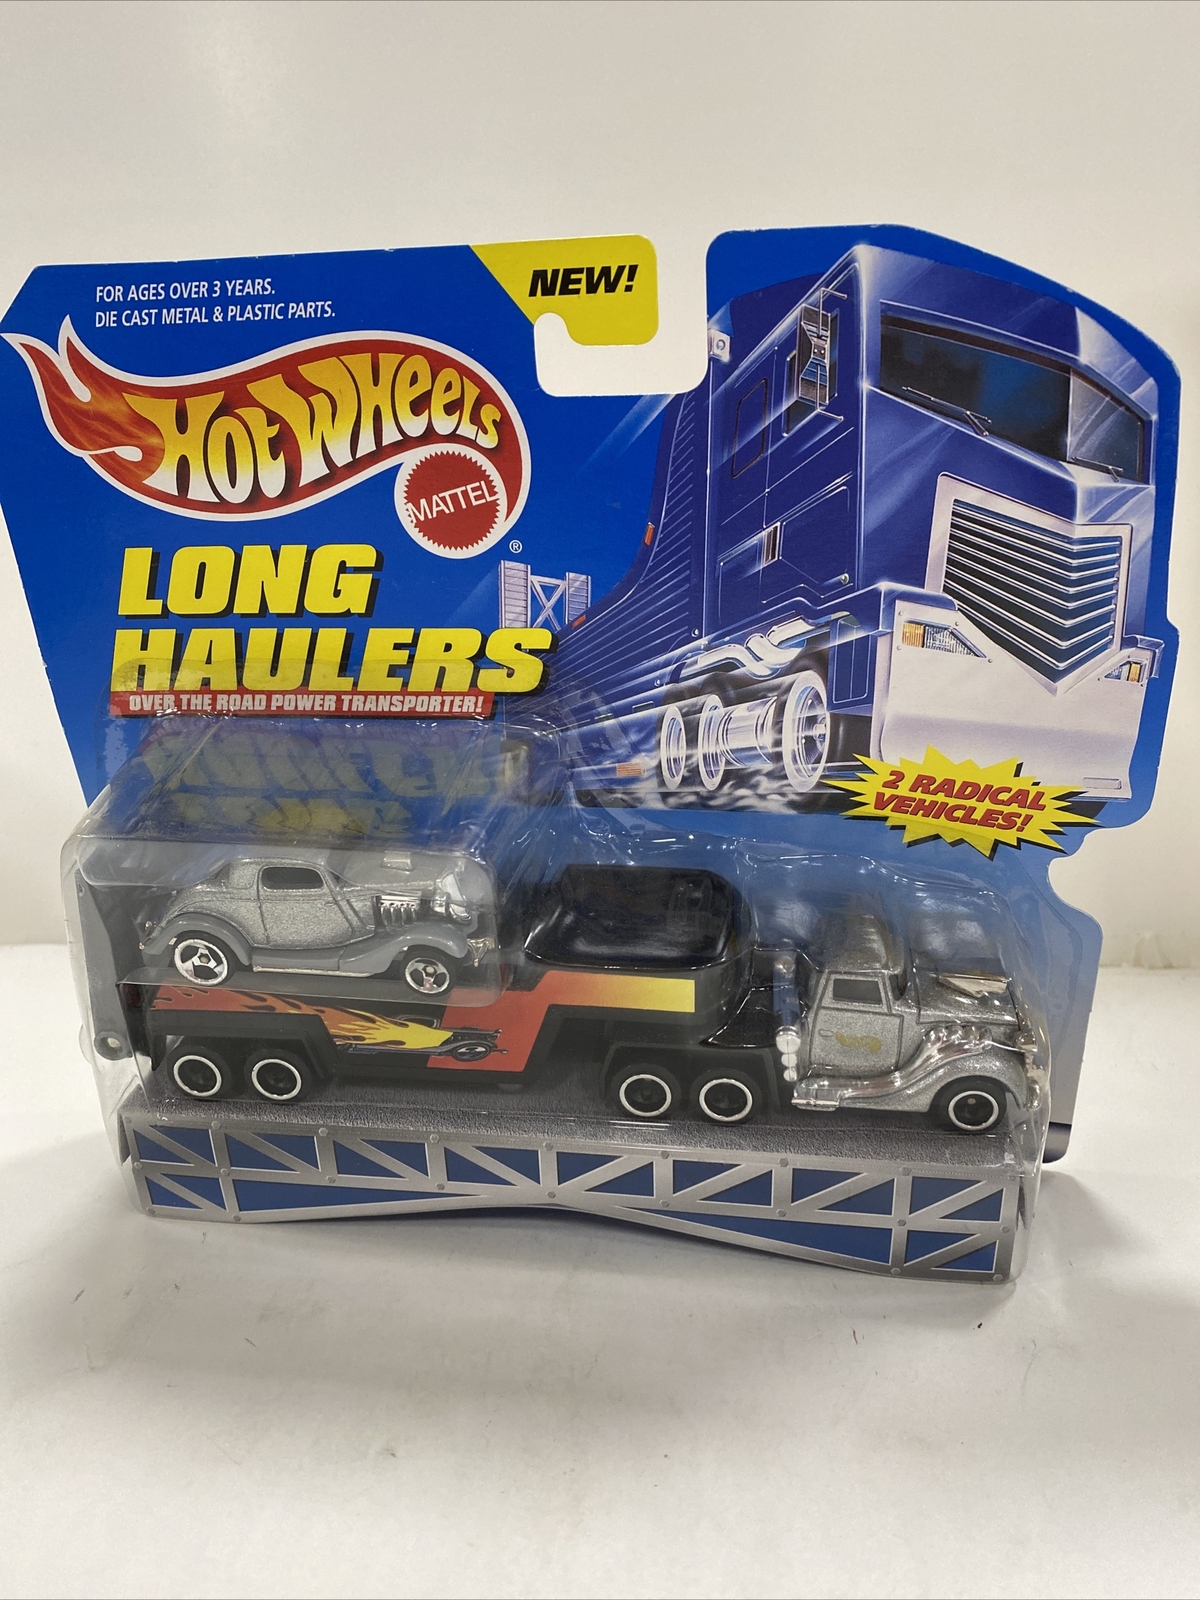 FOR AGES OVER 3 YEARS.
DIE CAST METAL & PLASTIC PARTS.
NEW!
HOT WHEELS
MATTEL
®
LONG
HAULERS
OVER THE ROAD POWER TRANSPORTER!
2 RADICAL
VEHICLES!